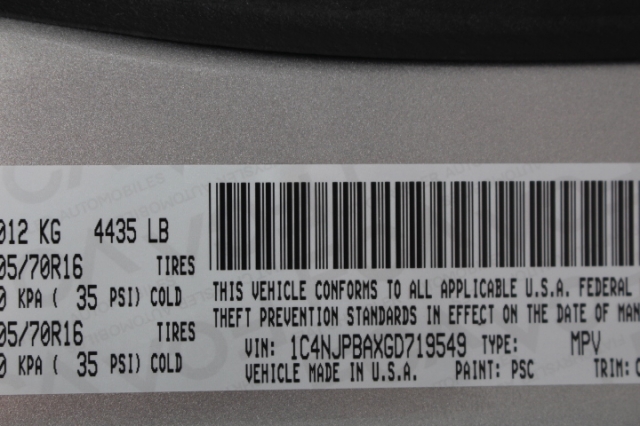 012 KG 4435 LB
05/70R16 TIRES
0 KPA ( 35 PSI) COLD
05/70R16 TIRES
0 KPA ( 35 PSI) COLD
THIS VEHICLE CONFORMS TO ALL APPLICABLE U.S.A. FEDERAL
THEFT PREVENTION STANDARDS IN EFFECT ON THE DATE OF MAN
VIN: 1C4NJPBAXGD719549 TYPE: MPV
VEHICLE MADE IN U.S.A. PAINT: PSC TRIM:
AUTOMOBILES